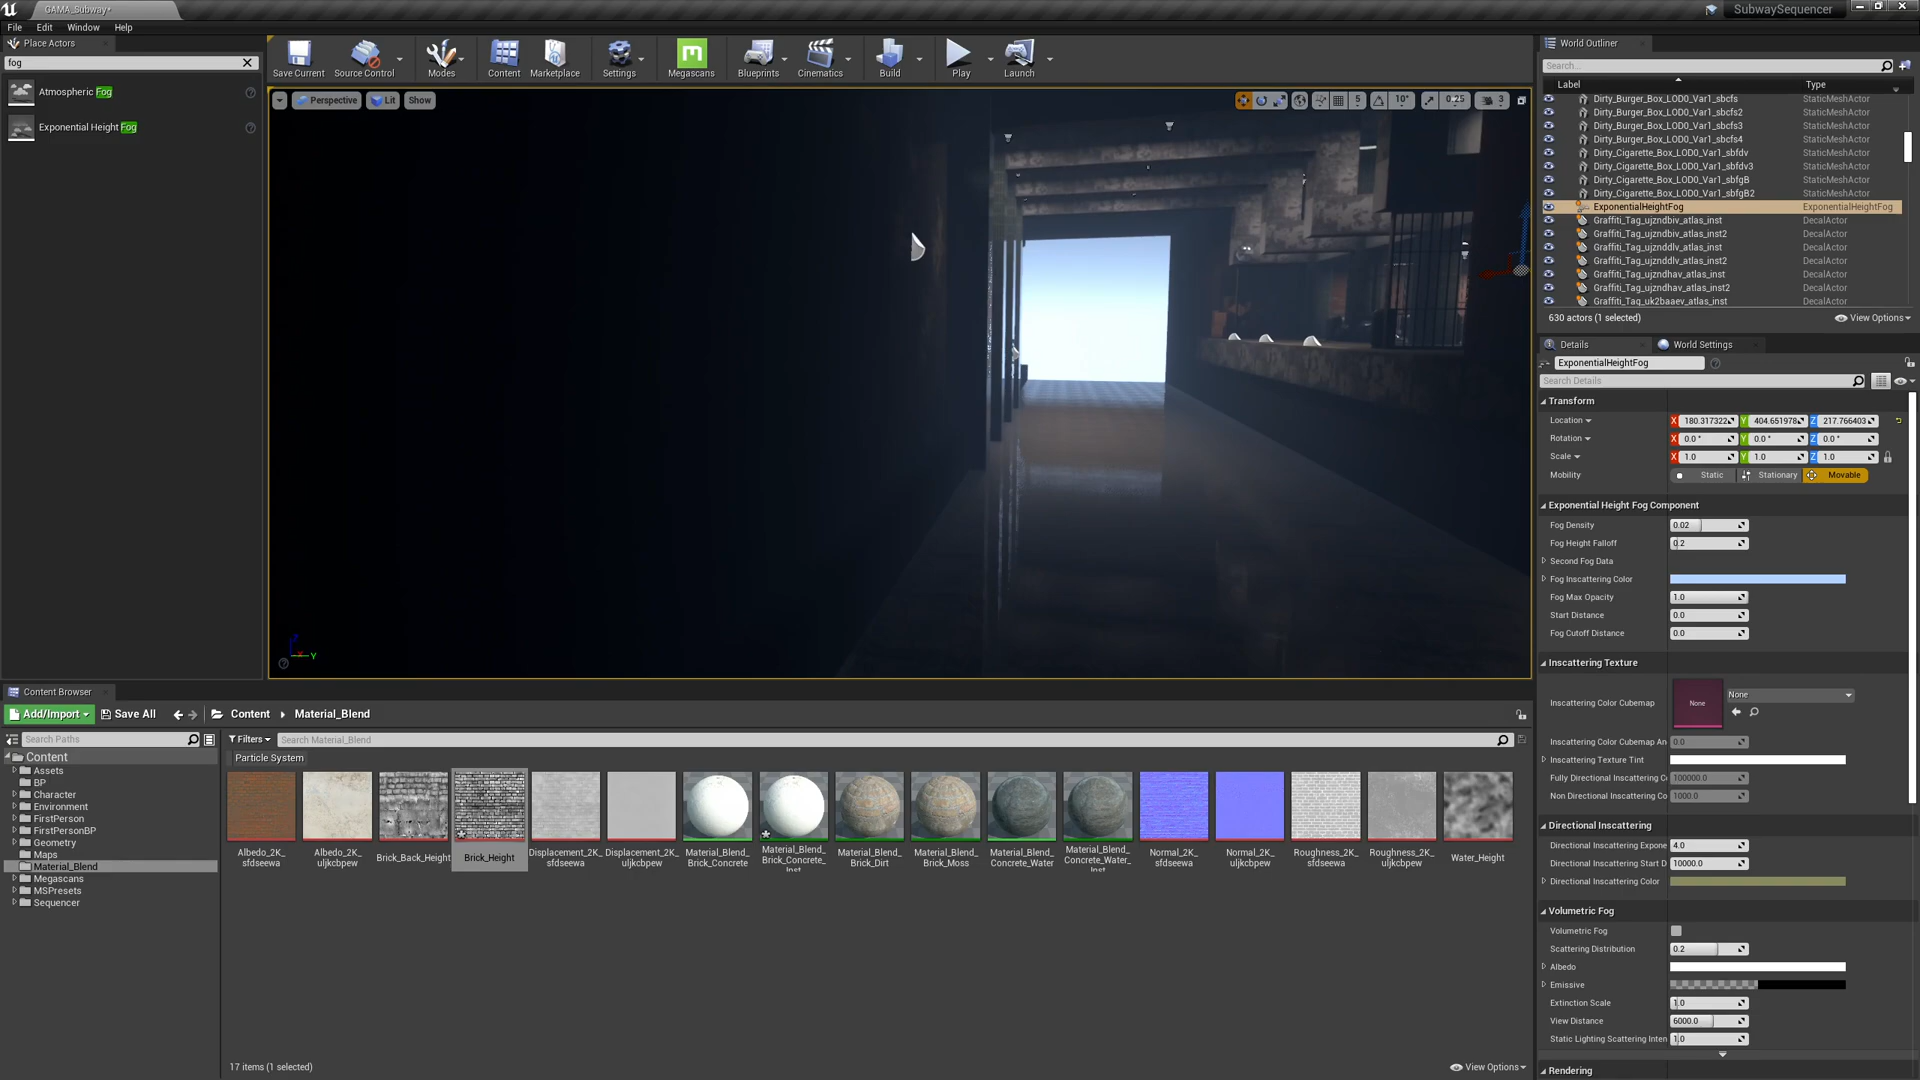 GAMA_Subway*
SubwaySequencer
File
Edit
Window
Help
Place Actors
fog
Atmospheric Fog
Exponential Height Fog
Save Current
Source Control
Modes
Content
Marketplace
Settings
Megascans
Blueprints
Cinematics
Build
Play
Launch
Perspective
Lit
Show
5
10°
0.25
3
World Outliner
Search...
Label
Type
Dirty_Burger_Box_LOD0_Var1_sbcfs StaticMeshActor
Dirty_Burger_Box_LOD0_Var1_sbcfs2 StaticMeshActor
Dirty_Burger_Box_LOD0_Var1_sbcfs3 StaticMeshActor
Dirty_Burger_Box_LOD0_Var1_sbcfs4 StaticMeshActor
Dirty_Cigarette_Box_LOD0_Var1_sbfdv StaticMeshActor
Dirty_Cigarette_Box_LOD0_Var1_sbfdv3 StaticMeshActor
Dirty_Cigarette_Box_LOD0_Var1_sbfgB StaticMeshActor
Dirty_Cigarette_Box_LOD0_Var1_sbfgB2 StaticMeshActor
ExponentialHeightFog ExponentialHeightFog
Graffiti_Tag_ujzndbiv_atlas_inst DecalActor
Graffiti_Tag_ujzndbiv_atlas_inst2 DecalActor
Graffiti_Tag_ujznddlv_atlas_inst DecalActor
Graffiti_Tag_ujznddlv_atlas_inst2 DecalActor
Graffiti_Tag_ujzndhav_atlas_inst DecalActor
Graffiti_Tag_ujzndhav_atlas_inst2 DecalActor
Graffiti_Tag_uk2baaev_atlas_inst DecalActor
630 actors (1 selected)
View Options
Details
World Settings
ExponentialHeightFog
Search Details
Transform
Location X 180.317322 Y 404.651978 Z 217.766403
Rotation X 0.0 ° Y 0.0 ° Z 0.0 °
Scale X 1.0 Y 1.0 Z 1.0
Mobility Static Stationary Movable
Exponential Height Fog Component
Fog Density 0.02
Fog Height Falloff 0.2
Second Fog Data
Fog Inscattering Color
Fog Max Opacity 1.0
Start Distance 0.0
Fog Cutoff Distance 0.0
Inscattering Texture
Inscattering Color Cubemap None None
Inscattering Color Cubemap An 0.0
Inscattering Texture Tint
Fully Directional Inscattering C 100000.0
Non Directional Inscattering Co 1000.0
Directional Inscattering
Directional Inscattering Expone 4.0
Directional Inscattering Start D 10000.0
Directional Inscattering Color
Volumetric Fog
Volumetric Fog
Scattering Distribution 0.2
Albedo
Emissive
Extinction Scale 1.0
View Distance 6000.0
Static Lighting Scattering Inten 1.0
Rendering
Z
X
Y
Content Browser
Add/Import
Save All
Content
Material_Blend
Search Paths
Filters
Search Material_Blend
Particle System
Content
Assets
BP
Character
Environment
FirstPerson
FirstPersonBP
Geometry
Maps
Material_Blend
Megascans
MSPresets
Sequencer
Albedo_2K_
sfdseewa
Albedo_2K_
uljkcbpew
Brick_Back_Height
Brick_Height
Displacement_2K_
sfdseewa
Displacement_2K_
uljkcbpew
Material_Blend_
Brick_Concrete
Material_Blend_
Brick_Concrete_
Inst
Material_Blend_
Brick_Dirt
Material_Blend_
Brick_Moss
Material_Blend_
Concrete_Water
Material_Blend_
Concrete_Water_
Inst
Normal_2K_
sfdseewa
Normal_2K_
uljkcbpew
Roughness_2K_
sfdseewa
Roughness_2K_
uljkcbpew
Water_Height
17 items (1 selected)
View Options